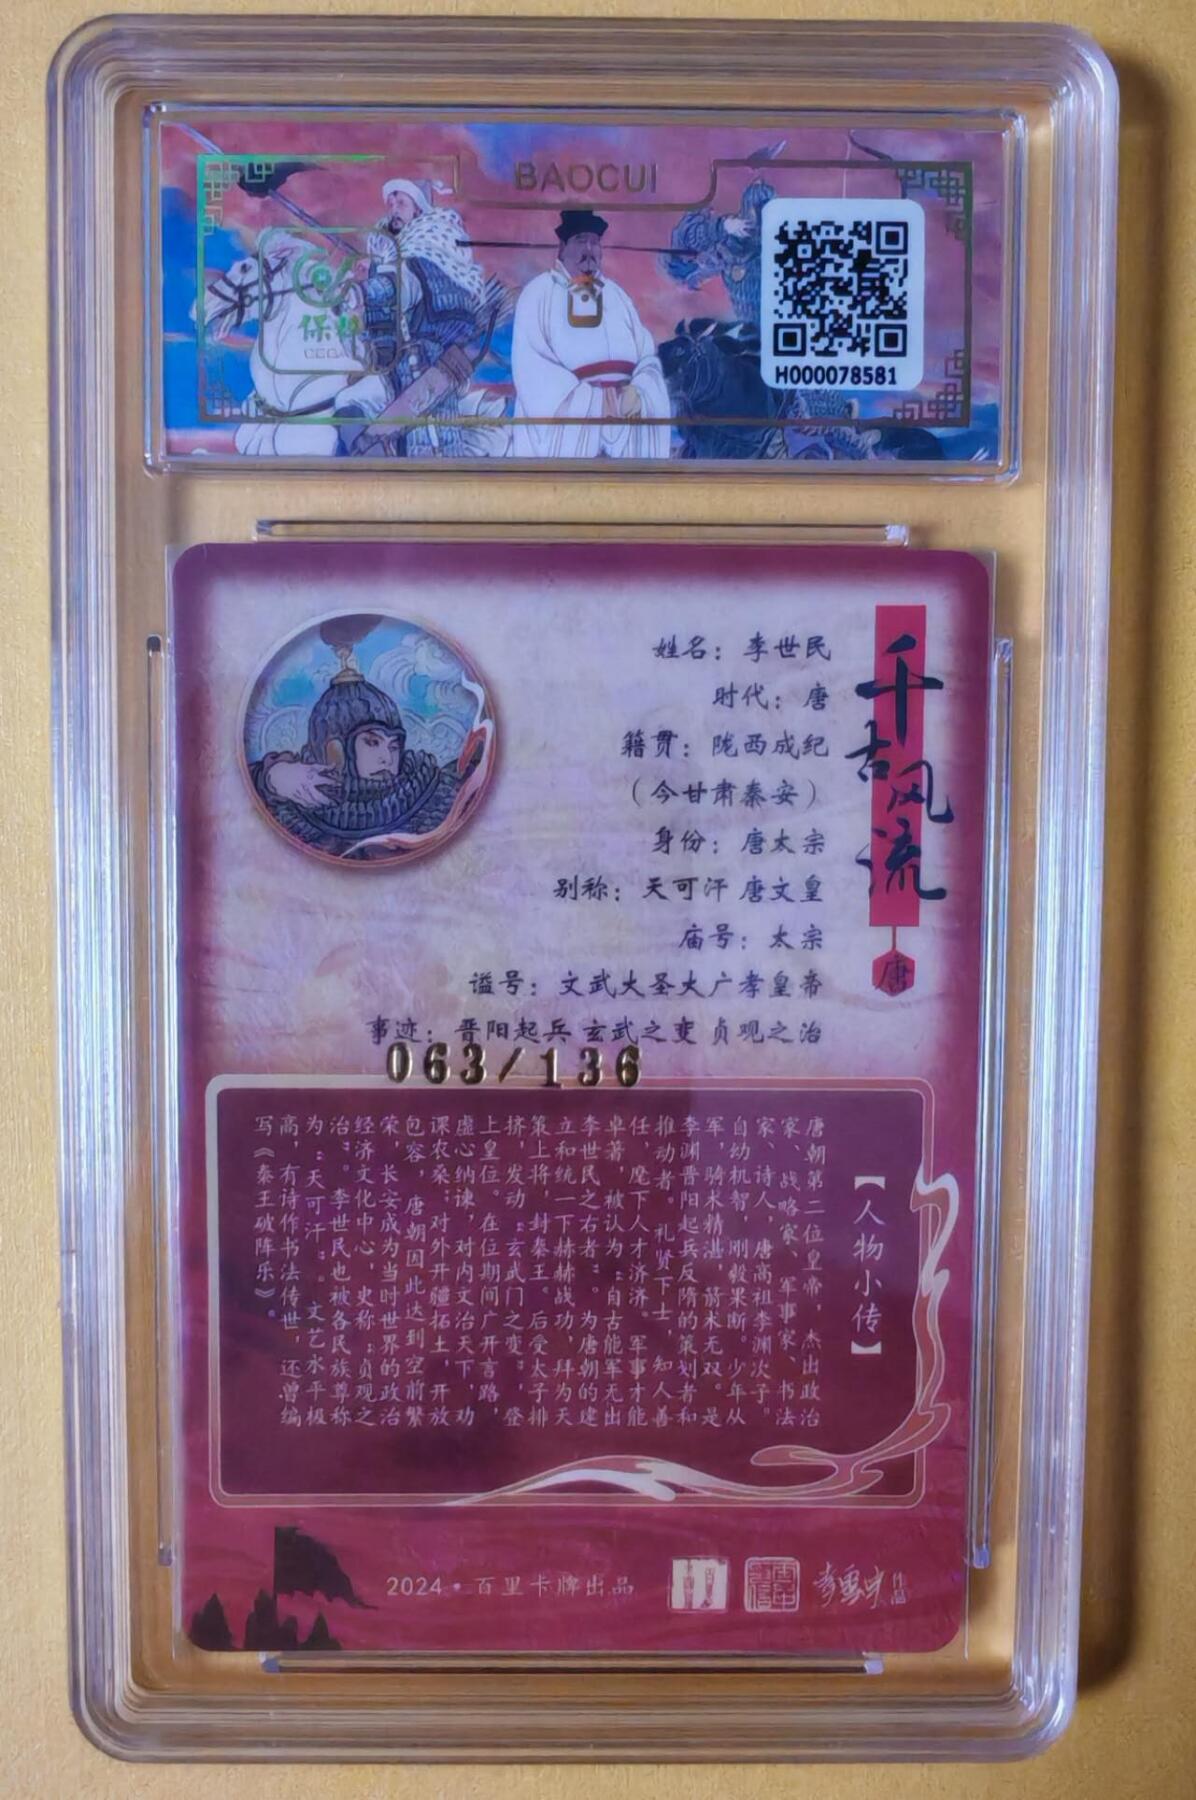 BAOCUI
保粹
H000078581
千古风流
唐
姓名：李世民
时代：唐
籍贯：陇西成纪
（今甘肃秦安）
身份：唐太宗
别称：天可汗 唐文皇
庙号：太宗
谥号：文武大圣大广孝皇帝
事迹：晋阳起兵 玄武之变 贞观之治
063/136
【人物小传】
唐朝第二位皇帝，杰出政治
家、战略家、军事家、书法
家、诗人，唐高祖李渊次子。
自幼机智，刚毅果断。少年从
军，骑术精湛，箭术无双。是
李渊晋阳起兵反隋的策划者和
推动者。礼贤下士，知人善
任，麾下人才济济。军事才能
卓著，被认为“自古能军无出
李世民之右者”。为唐朝的建
立和统一下赫赫战功，拜为天
策上将，封秦王。后受太子排
挤，发动“玄武门之变”，登
上皇位。在位期间广开言路，
虚心纳谏，对内文治天下，劝
课农桑；对外开疆拓土，开放
包容，唐朝因此达到空前繁
荣，长安成为当时世界的政治
经济文化中心，史称“贞观之
治”。李世民也被各民族尊称
为“天可汗”。文艺水平极
高，有诗作书法传世，还曾编
写《秦王破阵乐》。
2024·百里卡牌出品
作品